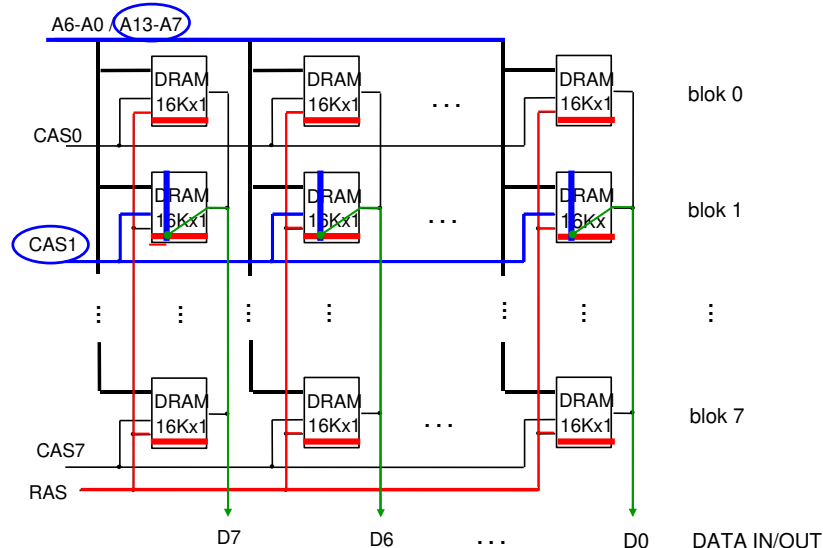 A6-A0 / A13-A7
DRAM DRAM DRAM
16Kx1 16Kx1 ... 16Kx1 blok 0
CAS0
DRAM DRAM DRAM
16Kx1 16Kx1 ... 16Kx blok 1
CAS1
... ... ... ... ... ... ...
DRAM DRAM DRAM
16Kx1 16Kx1 ... 16Kx1 blok 7
CAS7
RAS
D7 D6 ... D0 DATA IN/OUT